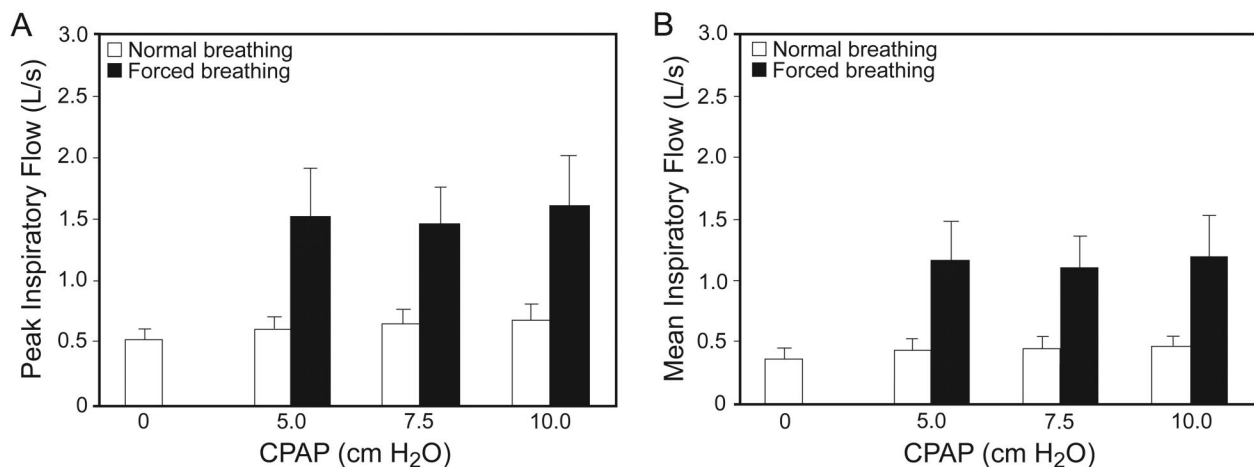 A
Peak Inspiratory Flow (L/s)
3.0
2.5
2.0
1.5
1.0
0.5
0
Normal breathing
Forced breathing
0 5.0 7.5 10.0
CPAP (cm H₂O)
B
Mean Inspiratory Flow (L/s)
3.0
2.5
2.0
1.5
1.0
0.5
0
Normal breathing
Forced breathing
0 5.0 7.5 10.0
CPAP (cm H₂O)